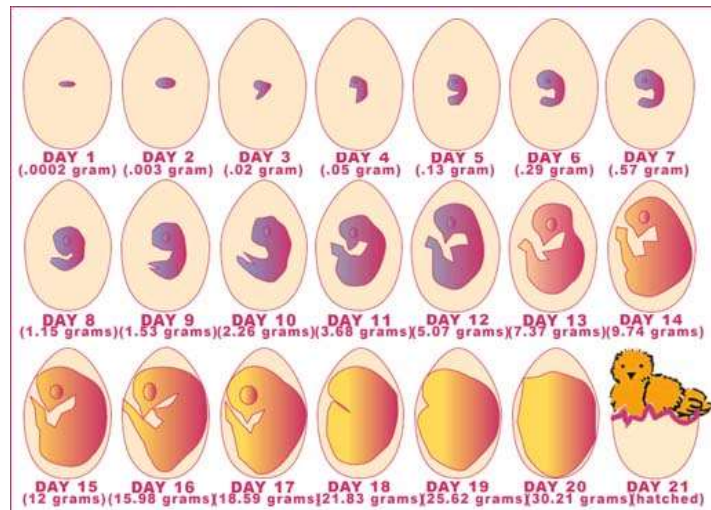 DAY 1 DAY 2 DAY 3 DAY 4 DAY 5 DAY 6 DAY 7
(.0002 gram) (.003 gram) (.02 gram) (.05 gram) (.13 gram) (.29 gram) (.57 gram)
DAY 8 DAY 9 DAY 10 DAY 11 DAY 12 DAY 13 DAY 14
(1.15 grams) (1.53 grams) (2.26 grams) (3.68 grams) (5.07 grams) (7.37 grams) (9.74 grams)
DAY 15 DAY 16 DAY 17 DAY 18 DAY 19 DAY 20 DAY 21
(12 grams) (15.98 grams) (18.59 grams) (21.83 grams) (25.62 grams) (30.21 grams) (hatched)